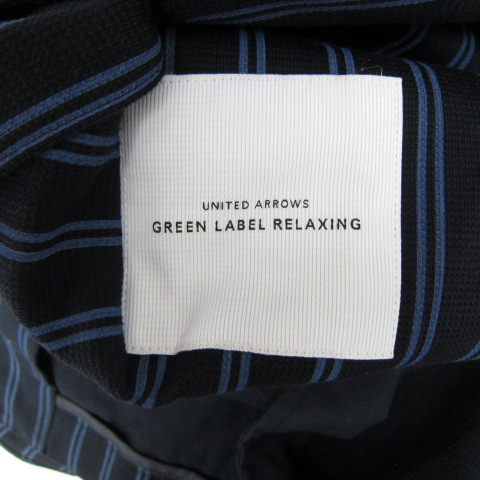 UNITED ARROWS
GREEN LABEL RELAXING